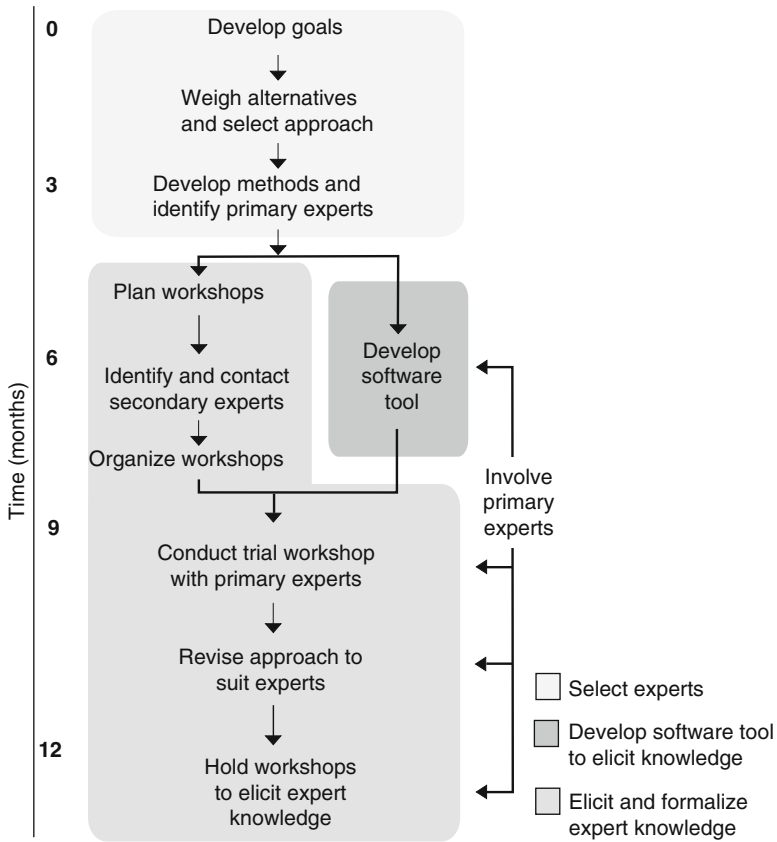 0
Develop goals
Weigh alternatives
and select approach
3
Develop methods and
identify primary experts
Plan workshops
6
Develop
software
tool
Identify and contact
secondary experts
Organize workshops
Time (months)
Involve
primary
experts
9
Conduct trial workshop
with primary experts
Revise approach to
suit experts
12
Hold workshops
to elicit expert
knowledge
Select experts
Develop software tool
to elicit knowledge
Elicit and formalize
expert knowledge